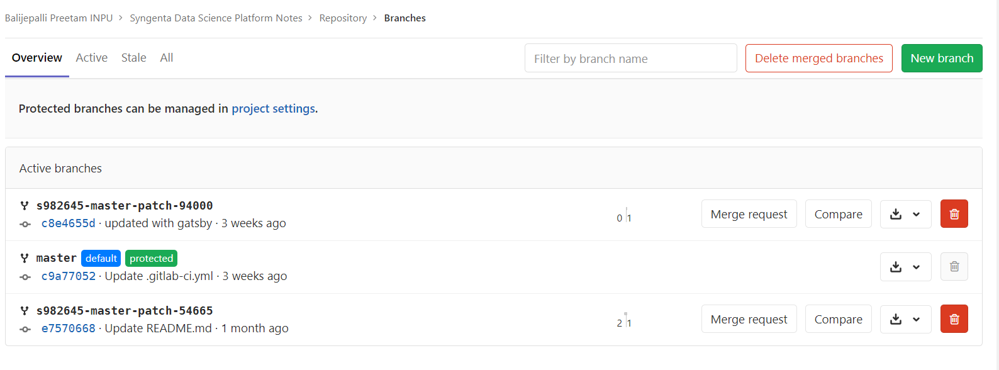 Balijepalli Preetam INPU > Syngenta Data Science Platform Notes > Repository > Branches
Overview Active Stale All Filter by branch name Delete merged branches New branch
Protected branches can be managed in project settings.
Active branches
s982645-master-patch-94000
c8e4655d · updated with gatsby · 3 weeks ago
0 1 Merge request Compare
master default protected
c9a77052 · Update .gitlab-ci.yml · 3 weeks ago
s982645-master-patch-54665
e7570668 · Update README.md · 1 month ago
2 1 Merge request Compare